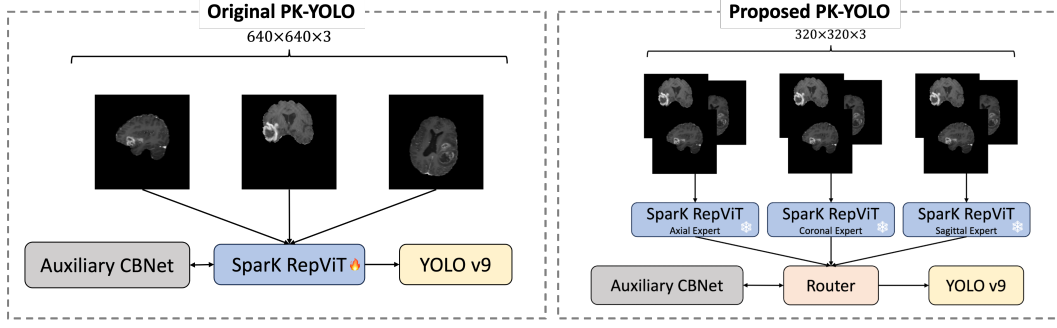 Original PK-YOLO
640×640×3
Auxiliary CBNet
SparK RepViT
YOLO v9
Proposed PK-YOLO
320×320×3
SparK RepViT
Axial Expert
SparK RepViT
Coronal Expert
SparK RepViT
Sagittal Expert
Auxiliary CBNet
Router
YOLO v9